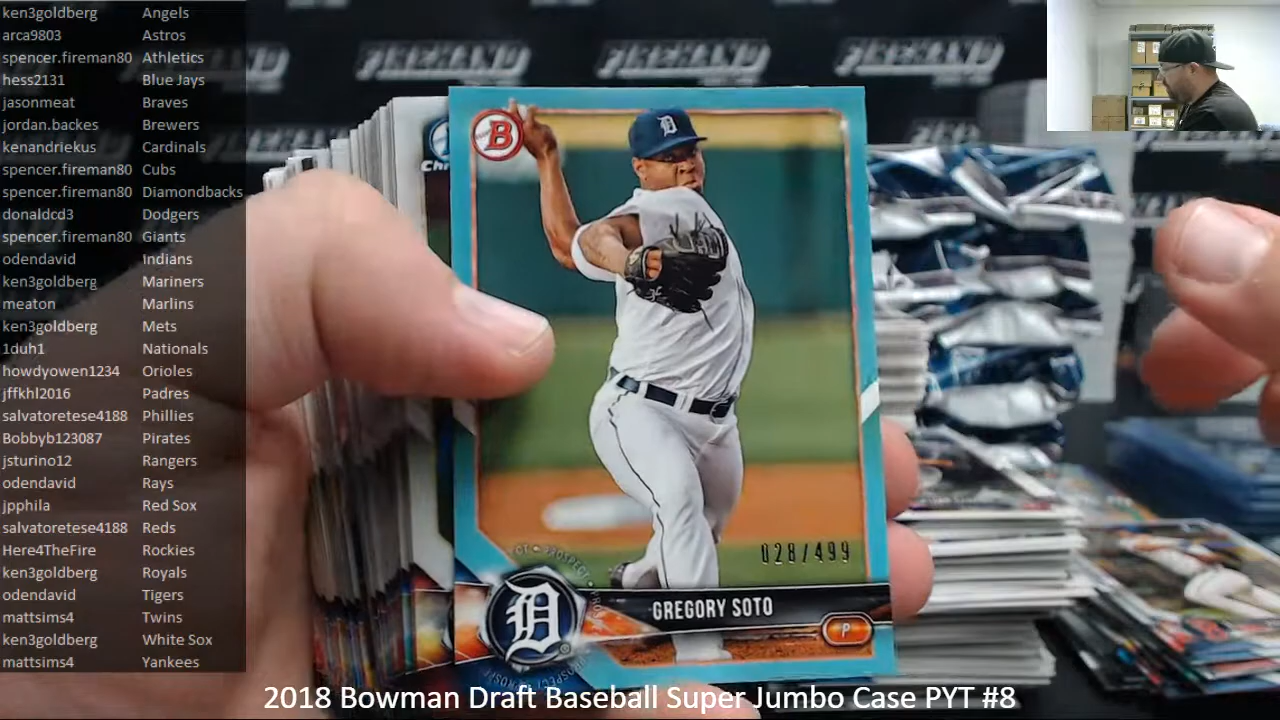 ken3goldberg Angels
arca9803 Astros
spencer.fireman80 Athletics
hess2131 Blue Jays
jasonmeat Braves
jordan.backes Brewers
kenandriekus Cardinals
spencer.fireman80 Cubs
spencer.fireman80 Diamondbacks
donaldcd3 Dodgers
spencer.fireman80 Giants
odendavid Indians
ken3goldberg Mariners
meaton Marlins
ken3goldberg Mets
1duh1 Nationals
howdyowen1234 Orioles
jffkhl2016 Padres
salvatoretese4188 Phillies
Bobbyb123087 Pirates
jsturino12 Rangers
odendavid Rays
jpphila Red Sox
salvatoretese4188 Reds
Here4TheFire Rockies
ken3goldberg Royals
odendavid Tigers
mattsims4 Twins
ken3goldberg White Sox
mattsims4 Yankees
FIREHAND FIREHAND FIREHAND
B
D
028/499
GREGORY SOTO
P
D
2018 Bowman Draft Baseball Super Jumbo Case PYT #8